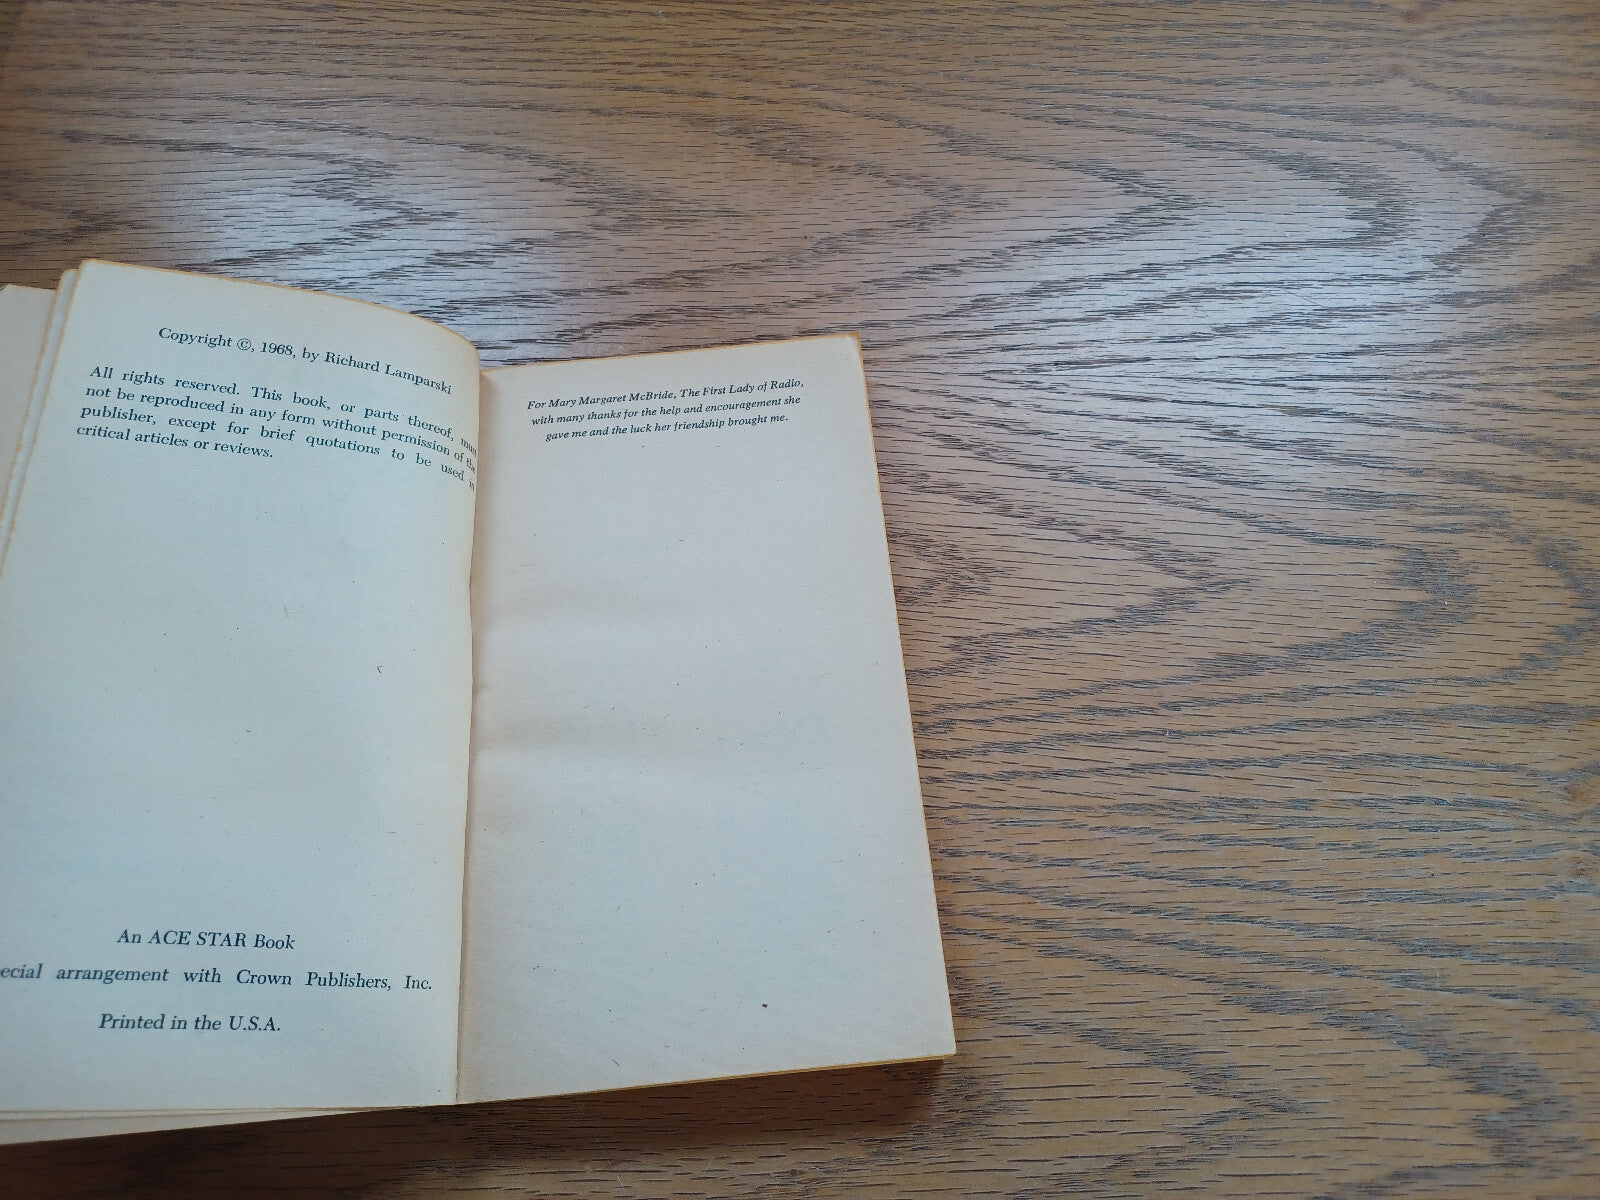 Copyright ©, 1968, by Richard Lamparski
All rights reserved. This book, or parts thereof, must
not be reproduced in any form without permission of the
publisher, except for brief quotations to be used in
critical articles or reviews.
An ACE STAR Book
arrangement with Crown Publishers, Inc.
Printed in the U.S.A.
For Mary Margaret McBride, The First Lady of Radio,
with many thanks for the help and encouragement she
gave me and the luck her friendship brought me.